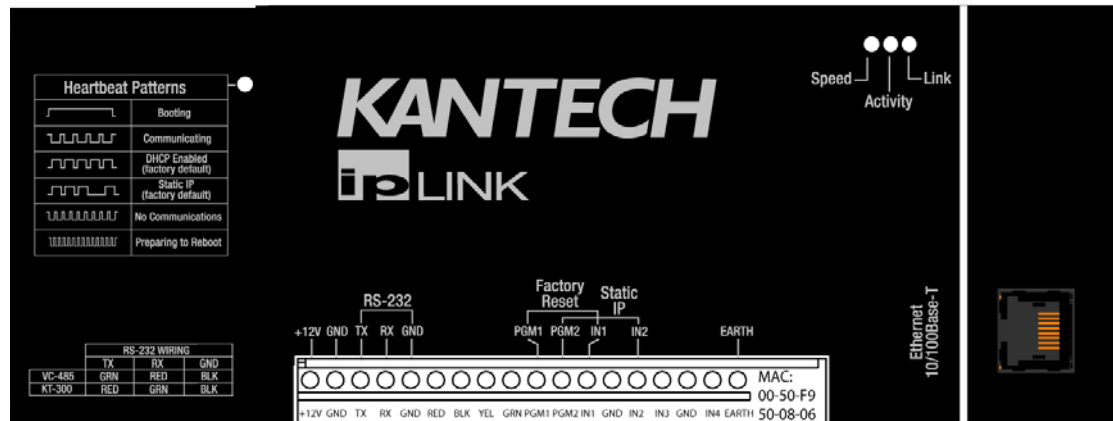 Heartbeat Patterns
Booting
Communicating
DHCP Enabled
(factory default)
Static IP
(factory default)
No Communications
Preparing to Reboot
KANTECH
ip LINK
Speed
Activity
Link
Factory
Reset
Static
IP
RS-232
+12V GND TX RX GND PGM1 PGM2 IN1 IN2 EARTH
Ethernet
10/100Base-T
RS-232 WIRING
TX RX GND
VC-485 GRN RED BLK
KT-300 RED GRN BLK
MAC:
00-50-F9
50-08-06
+12V GND TX RX GND RED BLK YEL GRN PGM1 PGM2 IN1 GND IN2 IN3 GND IN4 EARTH